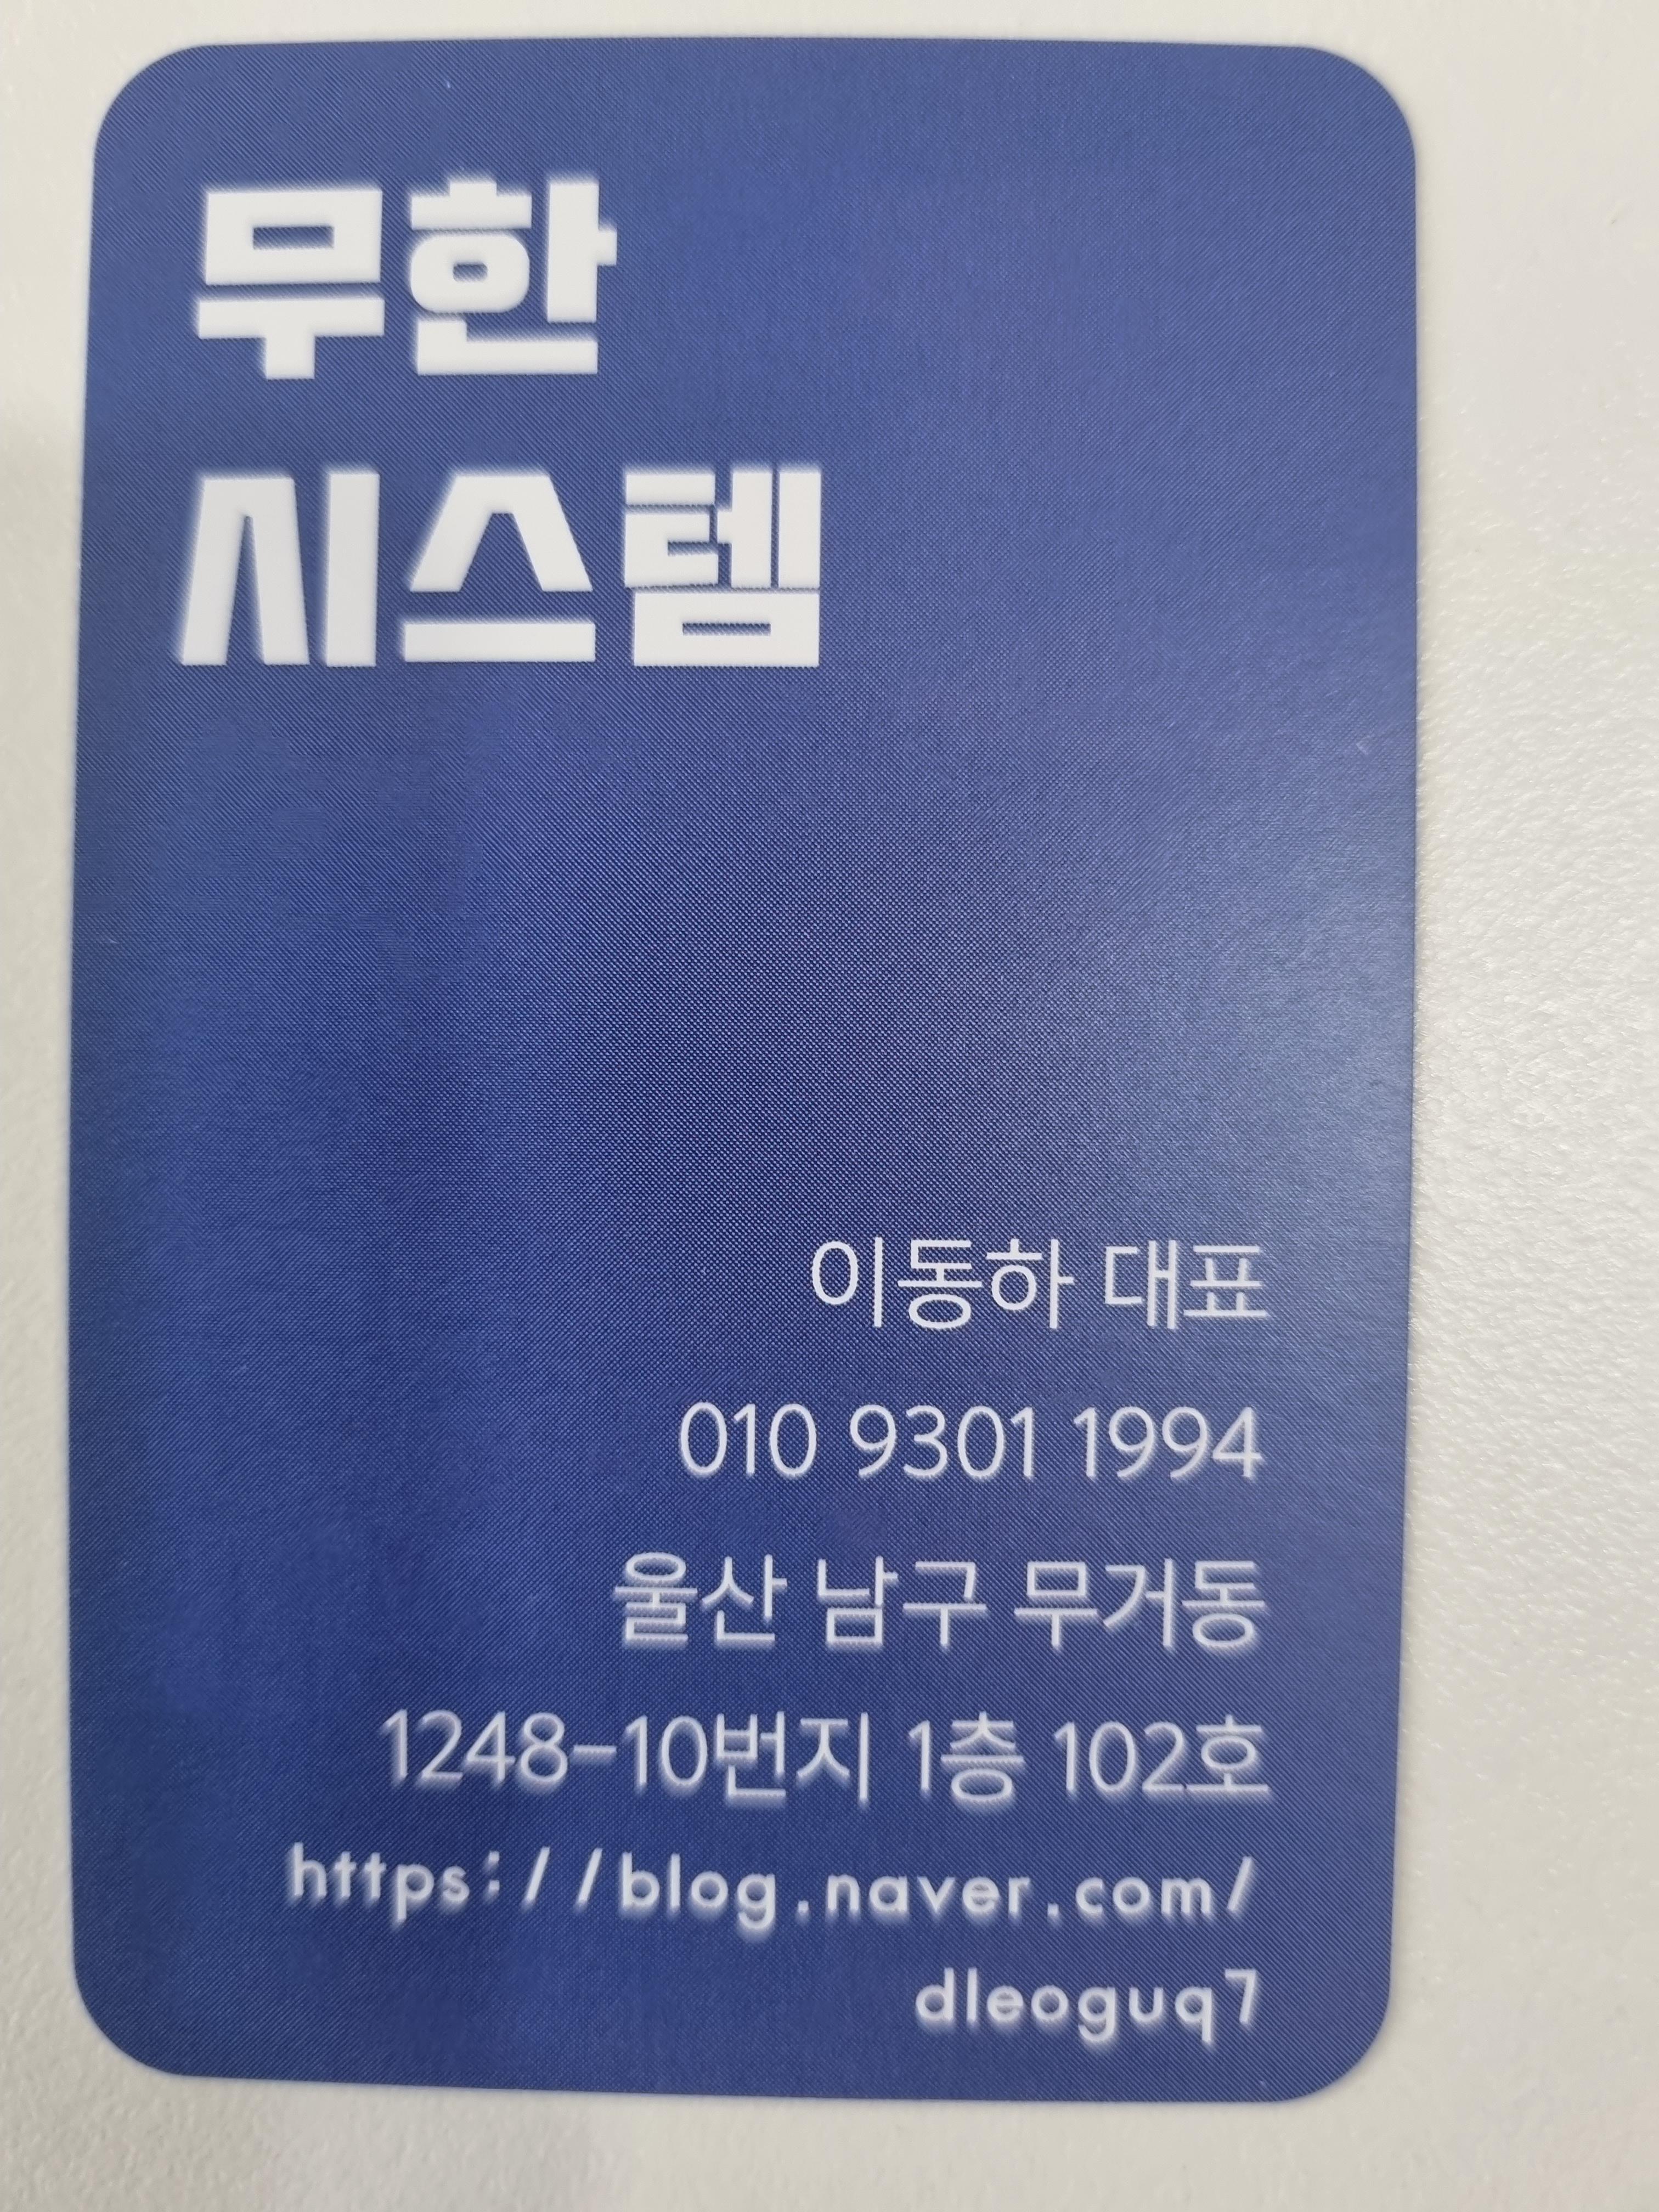 무한
시스템
이동하 대표
010 9301 1994
울산 남구 무거동
1248-10번지 1층 102호
https://blog.naver.com/
dleoguq7